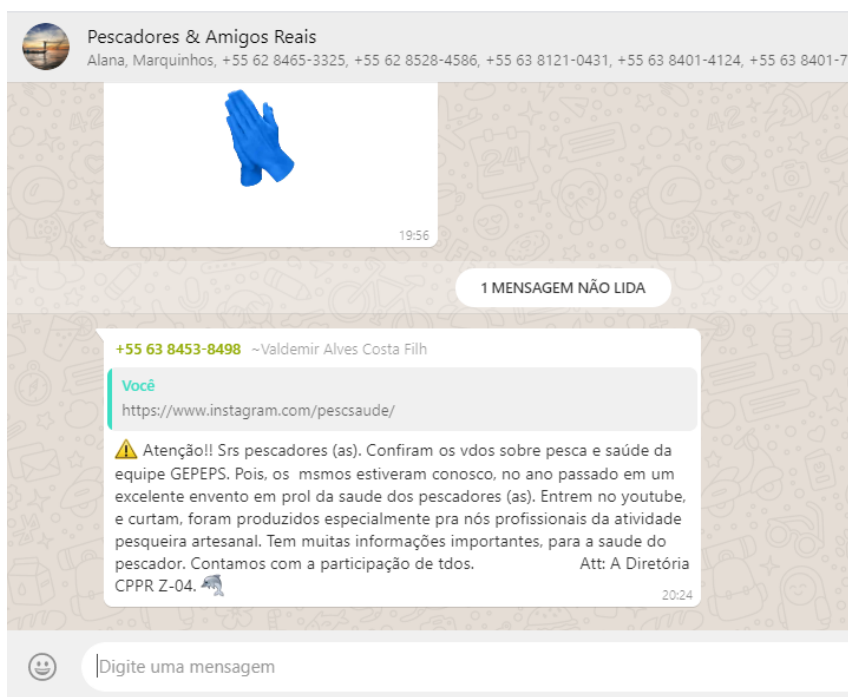 Pescadores & Amigos Reais
Alana, Marquinhos, +55 62 8465-3325, +55 62 8528-4586, +55 63 8121-0431, +55 63 8401-4124, +55 63 8401-7
19:56
1 MENSAGEM NÃO LIDA
+55 63 8453-8498 ~Valdemir Alves Costa Filh
Você
https://www.instagram.com/pescsaude/
⚠️ Atenção!! Srs pescadores (as). Confiram os vdos sobre pesca e saúde da
equipe GEPEPS. Pois, os msmos estiveram conosco, no ano passado em um
excelente envento em prol da saude dos pescadores (as). Entrem no youtube,
e curtam, foram produzidos especialmente pra nós profissionais da atividade
pesqueira artesanal. Tem muitas informações importantes, para a saude do
pescador. Contamos com a participação de tdos. Att: A Diretória
CPPR Z-04. 🐬
20:24
Digite uma mensagem